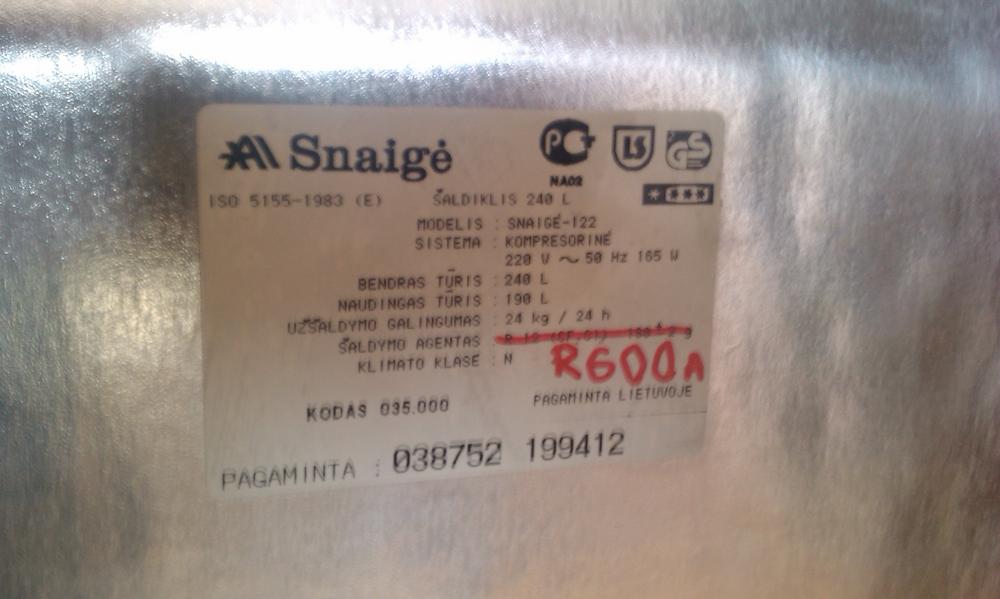 Snaigė
NA02
ISO 5155-1983 (E) ŠALDIKLIS 240 L
MODELIS : SNAIGĖ-122
SISTEMA : KOMPRESORINĖ
220 V ~ 50 Hz 165 W
BENDRAS TŪRIS : 240 L
NAUDINGAS TŪRIS : 190 L
UŽŠALDYMO GALINGUMAS : 24 kg / 24 h
ŠALDYMO AGENTAS : R 12
KLIMATO KLASĖ : N
R600A
PAGAMINTA LIETUVOJE
KODAS 035.000
PAGAMINTA : 038752 199412